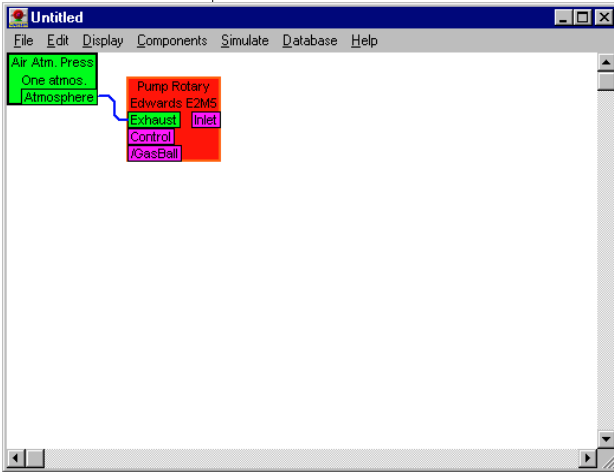 Untitled
File Edit Display Components Simulate Database Help
Air Atm. Press
One atmos.
Atmosphere
Pump Rotary
Edwards E2M5
Exhaust Inlet
Control
/GasBall